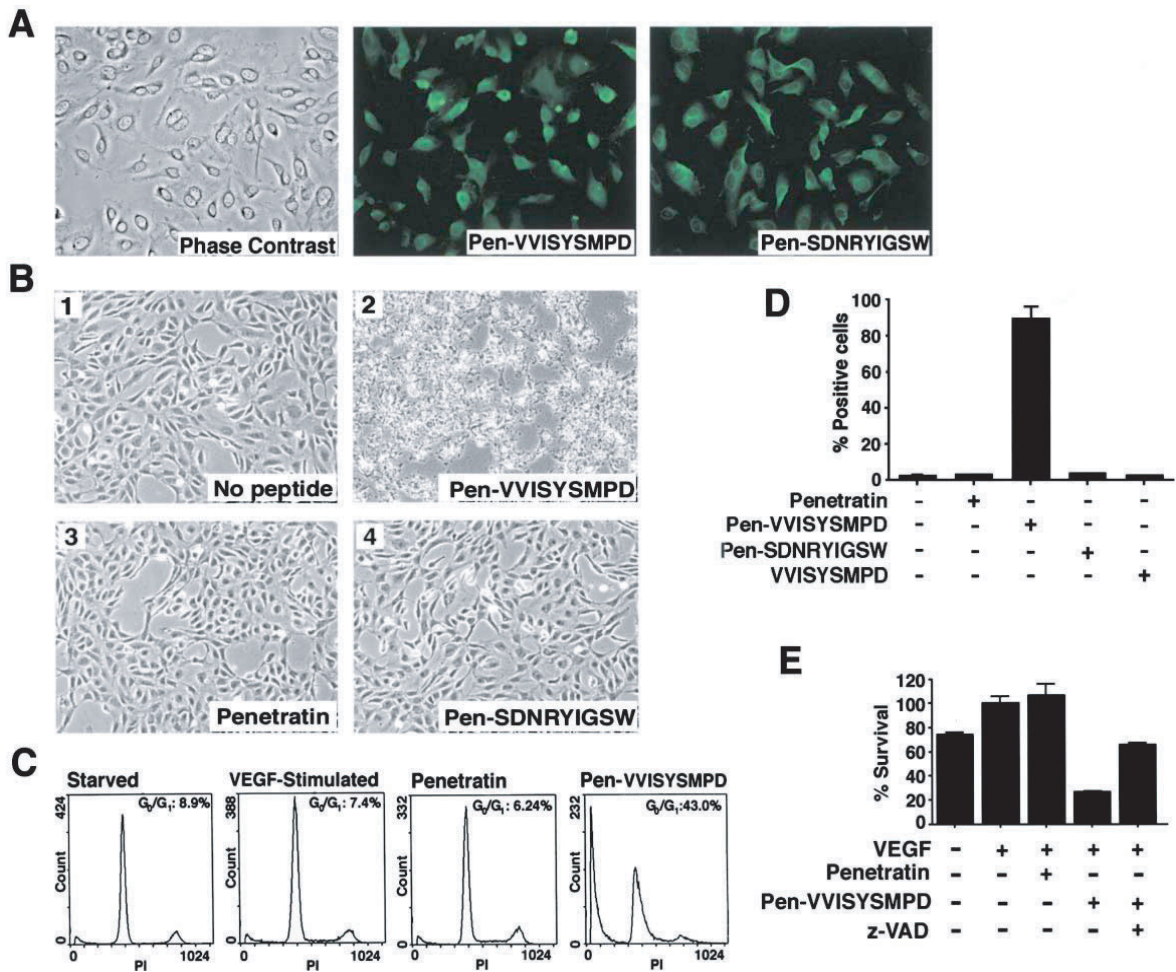 A
Phase Contrast
Pen-VVISYSMPD
Pen-SDNRYIGSW
B
1
No peptide
2
Pen-VVISYSMPD
3
Penetratin
4
Pen-SDNRYIGSW
C
Starved
G0/G1: 8.9%
424
Count
0
0 1024
PI
VEGF-Stimulated
G0/G1: 7.4%
388
Count
0
0 1024
PI
Penetratin
G0/G1: 6.24%
332
Count
0
0 1024
PI
Pen-VVISYSMPD
G0/G1:43.0%
232
Count
0
0 1024
PI
D
% Positive cells
100
80
60
40
20
0
Penetratin - + - - -
Pen-VVISYSMPD - - + - -
Pen-SDNRYIGSW - - - + -
VVISYSMPD - - - - +
E
% Survival
120
100
80
60
40
20
0
VEGF - + + + +
Penetratin - - + - -
Pen-VVISYSMPD - - - + +
z-VAD - - - - +